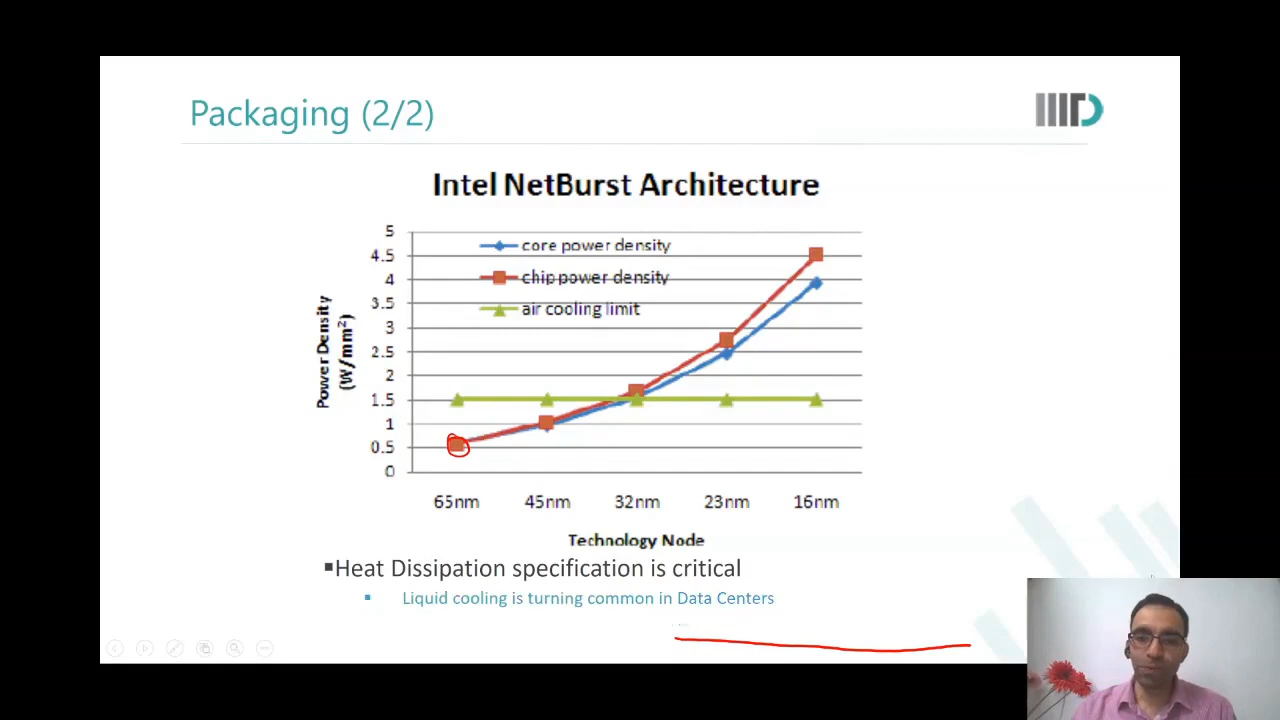 Packaging (2/2)
Intel NetBurst Architecture
5
4.5
4
3.5
3
2.5
2
1.5
1
0.5
0
core power density
chip power density
air cooling limit
Power Density
(W/mm²)
65nm 45nm 32nm 23nm 16nm
Technology Node
▪Heat Dissipation specification is critical
▪ Liquid cooling is turning common in Data Centers